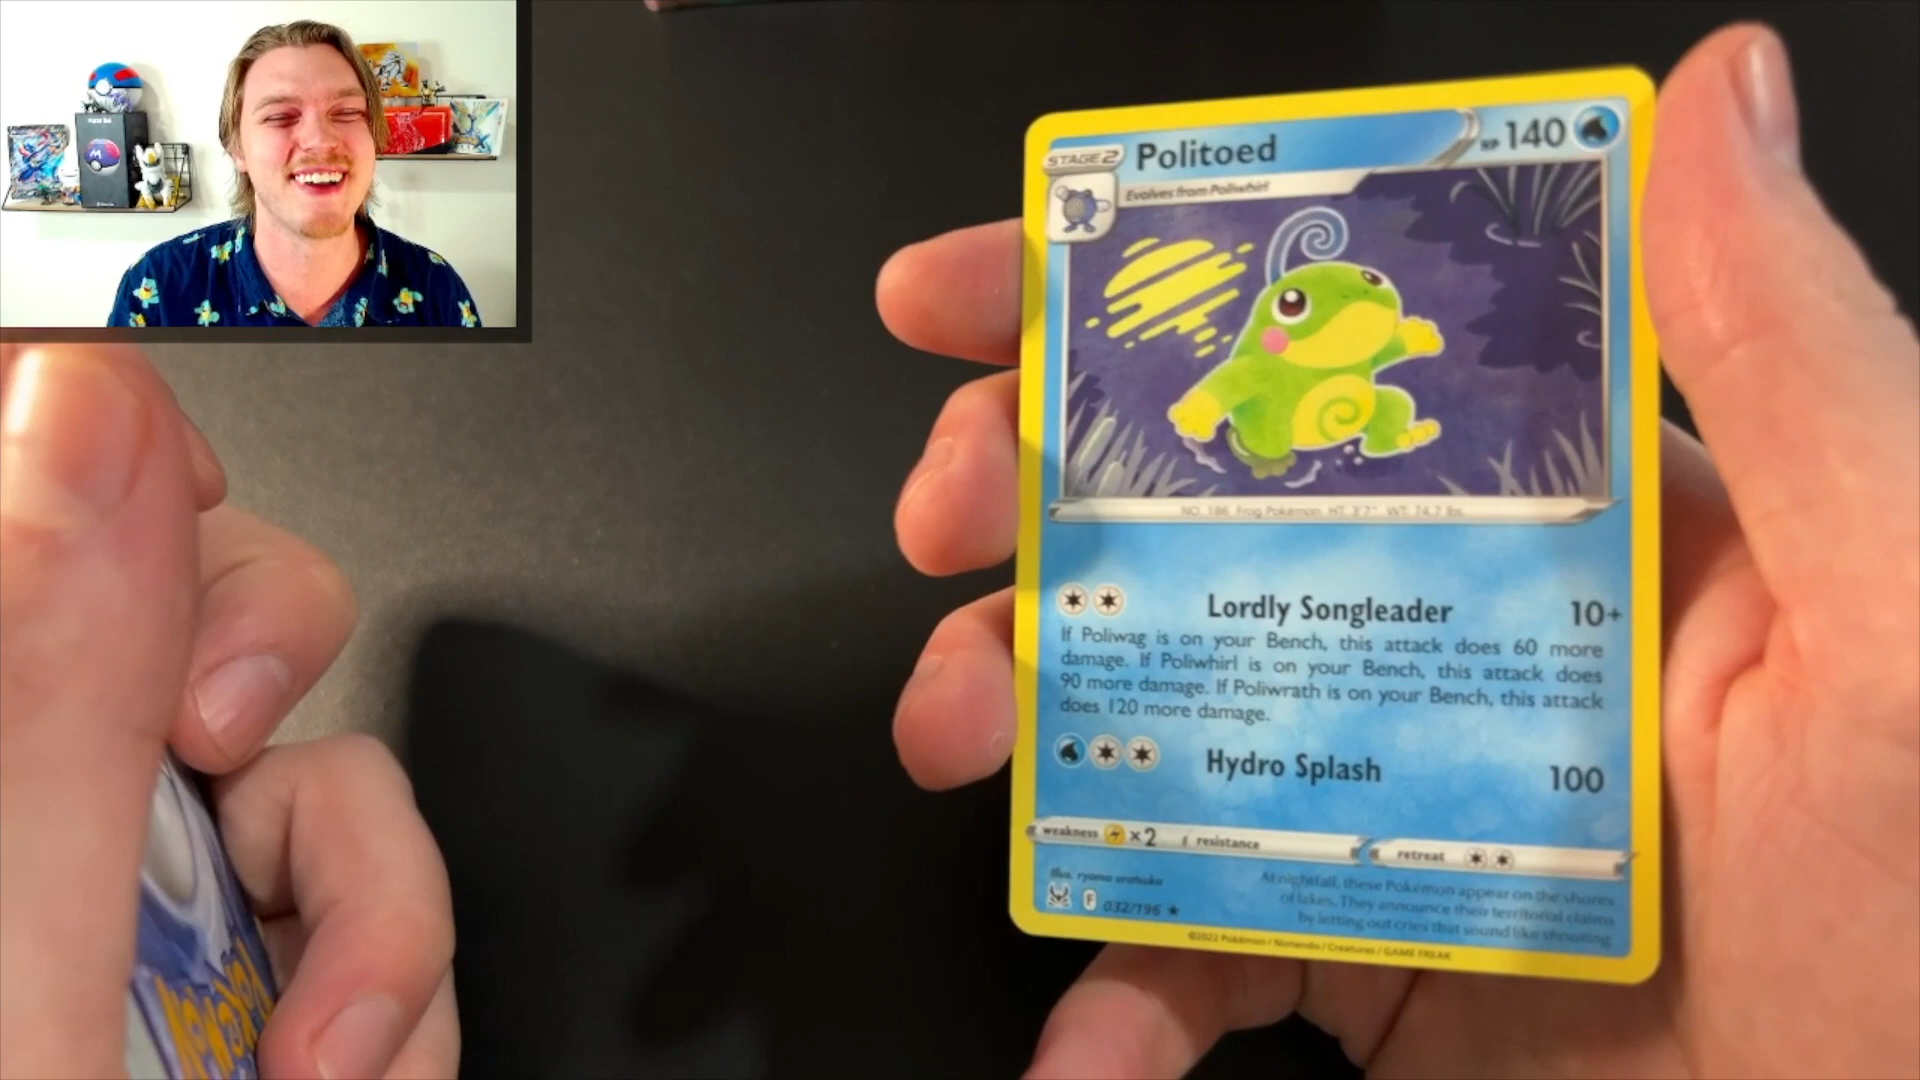 STAGE 2
Politoed
HP 140
Evolves from Poliwhirl
NO. 186 Frog Pokémon HT: 3'7" WT: 74.7 lbs.
Lordly Songleader 10+
If Poliwag is on your Bench, this attack does 60 more
damage. If Poliwhirl is on your Bench, this attack does
90 more damage. If Poliwrath is on your Bench, this attack
does 120 more damage.
Hydro Splash 100
weakness ×2 resistance retreat
Illus. ryoma uratsuka
F 032/196 ★
At nightfall, these Pokémon appear on the shores
of lakes. They announce their territorial claims
by letting out cries that sound like shouting
©2022 Pokémon / Nintendo / Creatures / GAME FREAK